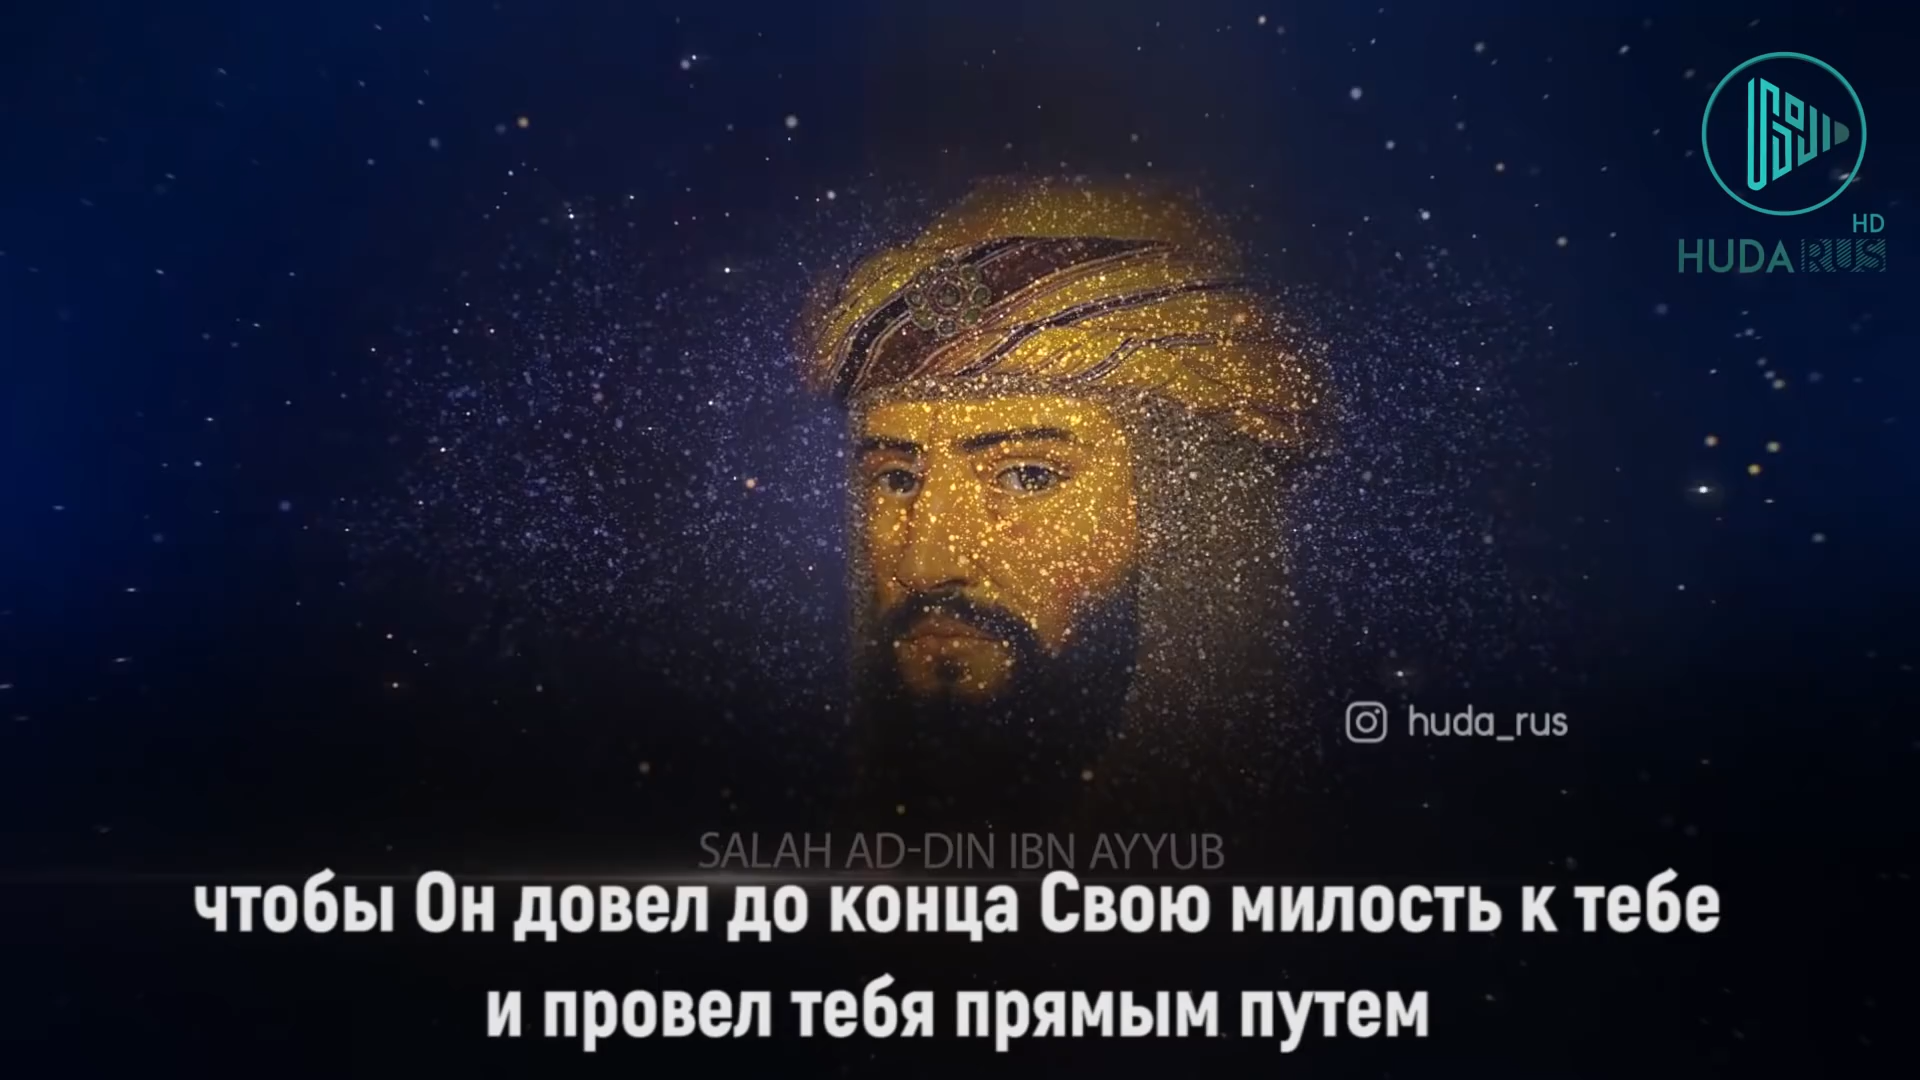 HD
HUDA RUS
huda_rus
SALAH AD-DIN IBN AYYUB
чтобы Он довел до конца Свою милость к тебе
и провел тебя прямым путем